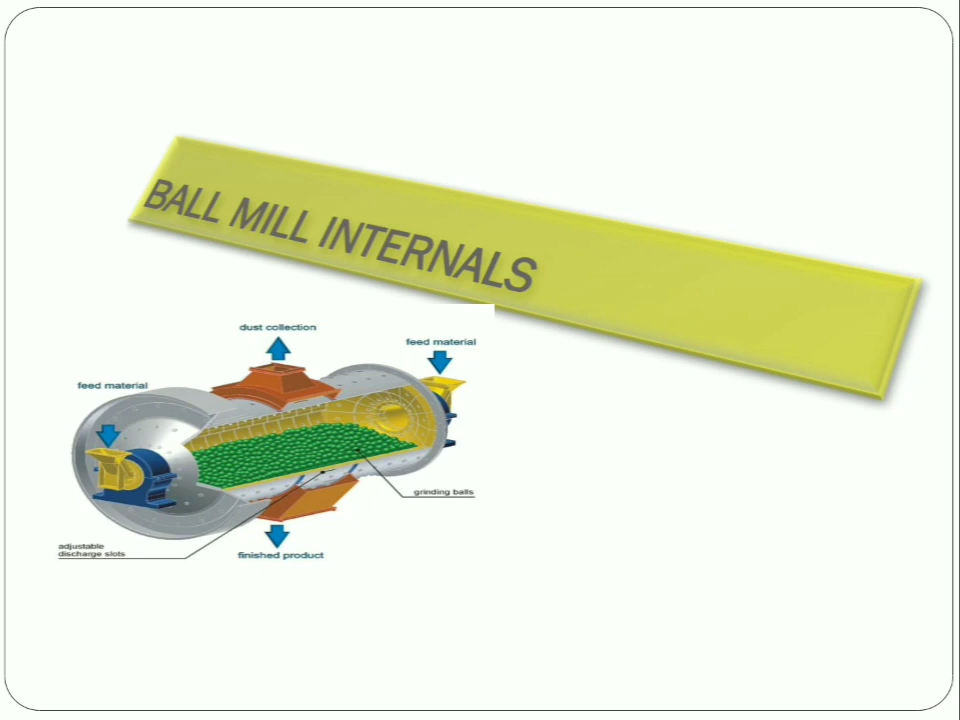 BALL MILL INTERNALS
dust collection
feed material
feed material
grinding balls
adjustable
discharge slots
finished product